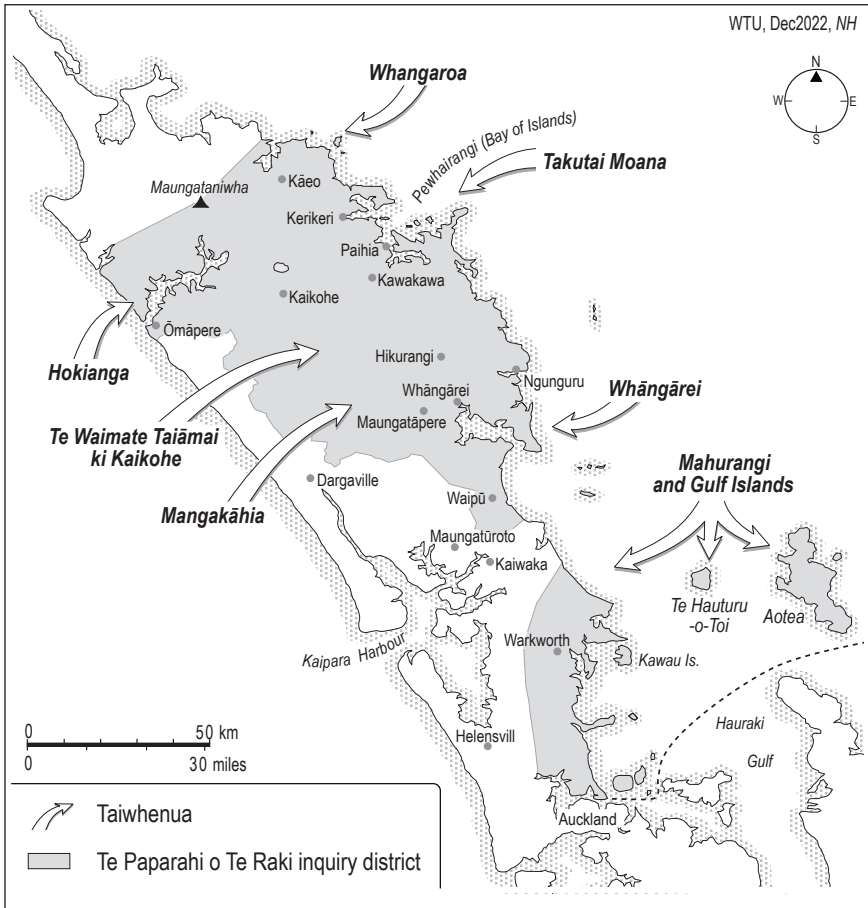 WTU, Dec2022, NH
N
W
E
S
Whangaroa
Pewhairangi (Bay of Islands)
Takutai Moana
Maungataniwha
Kāeo
Kerikeri
Paihia
Kawakawa
Kaikohe
Ōmāpere
Hokianga
Hikurangi
Ngunguru
Whāngārei
Whāngārei
Maungatāpere
Te Waimate Taiāmai
ki Kaikohe
Mangakāhia
Dargaville
Waipū
Mahurangi
and Gulf Islands
Maungatūroto
Kaiwaka
Te Hauturu
-o-Toi
Aotea
Kaipara Harbour
Warkworth
Kawau Is.
Helensvill
Hauraki
Gulf
Auckland
0
50 km
0
30 miles
Taiwhenua
Te Paparahi o Te Raki inquiry district